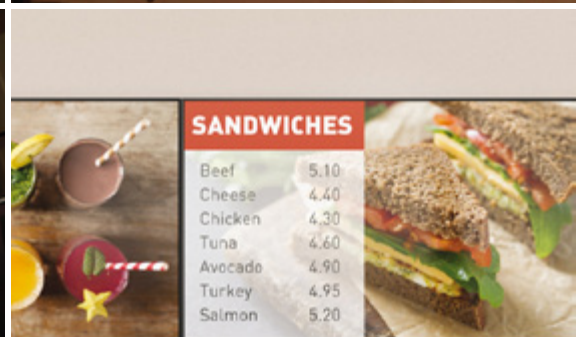 SANDWICHES
Beef 5.10
Cheese 4.40
Chicken 4.30
Tuna 4.60
Avocado 4.90
Turkey 4.95
Salmon 5.20